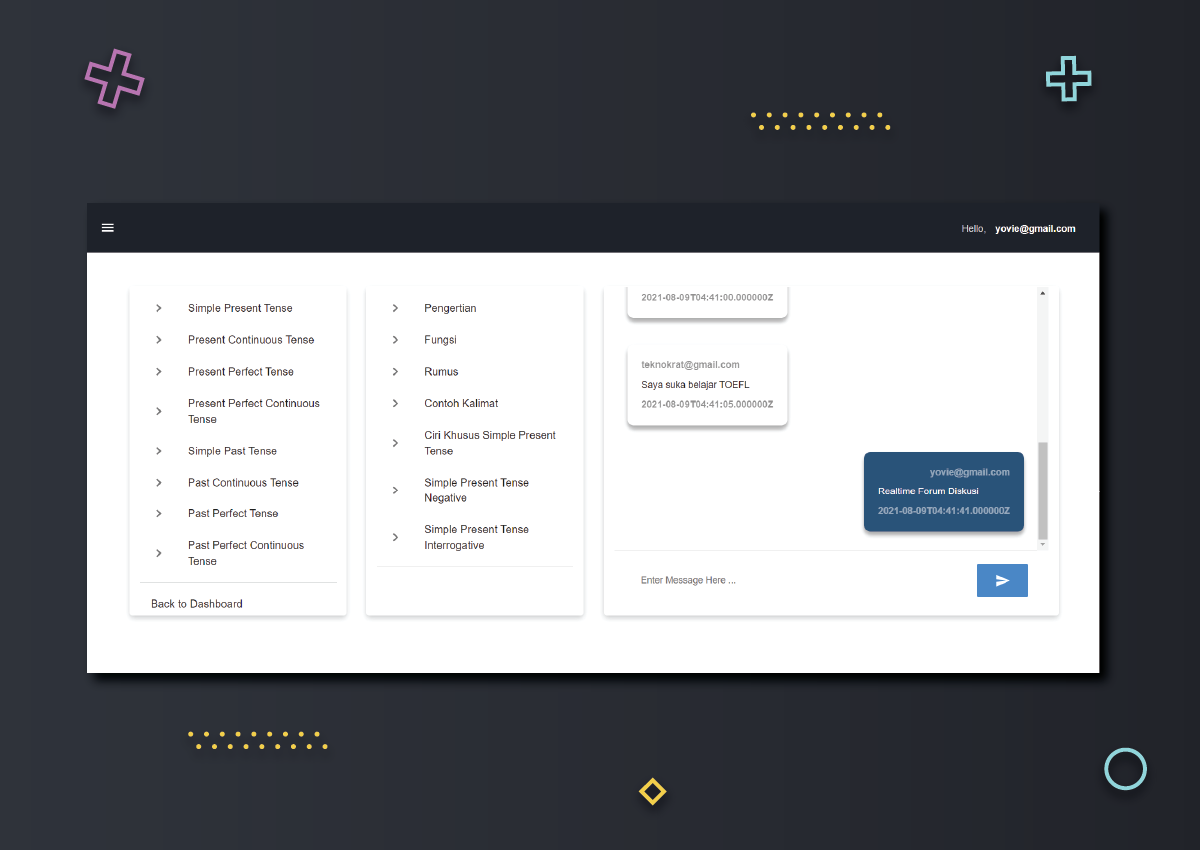 Hello, yovie@gmail.com
Simple Present Tense
Present Continuous Tense
Present Perfect Tense
Present Perfect Continuous
Tense
Simple Past Tense
Past Continuous Tense
Past Perfect Tense
Past Perfect Continuous
Tense
Back to Dashboard
Pengertian
Fungsi
Rumus
Contoh Kalimat
Ciri Khusus Simple Present
Tense
Simple Present Tense
Negative
Simple Present Tense
Interrogative
2021-08-09T04:41:00.000000Z
teknokrat@gmail.com
Saya suka belajar TOEFL
2021-08-09T04:41:05.000000Z
yovie@gmail.com
Realtime Forum Diskusi
2021-08-09T04:41:41.000000Z
Enter Message Here ...